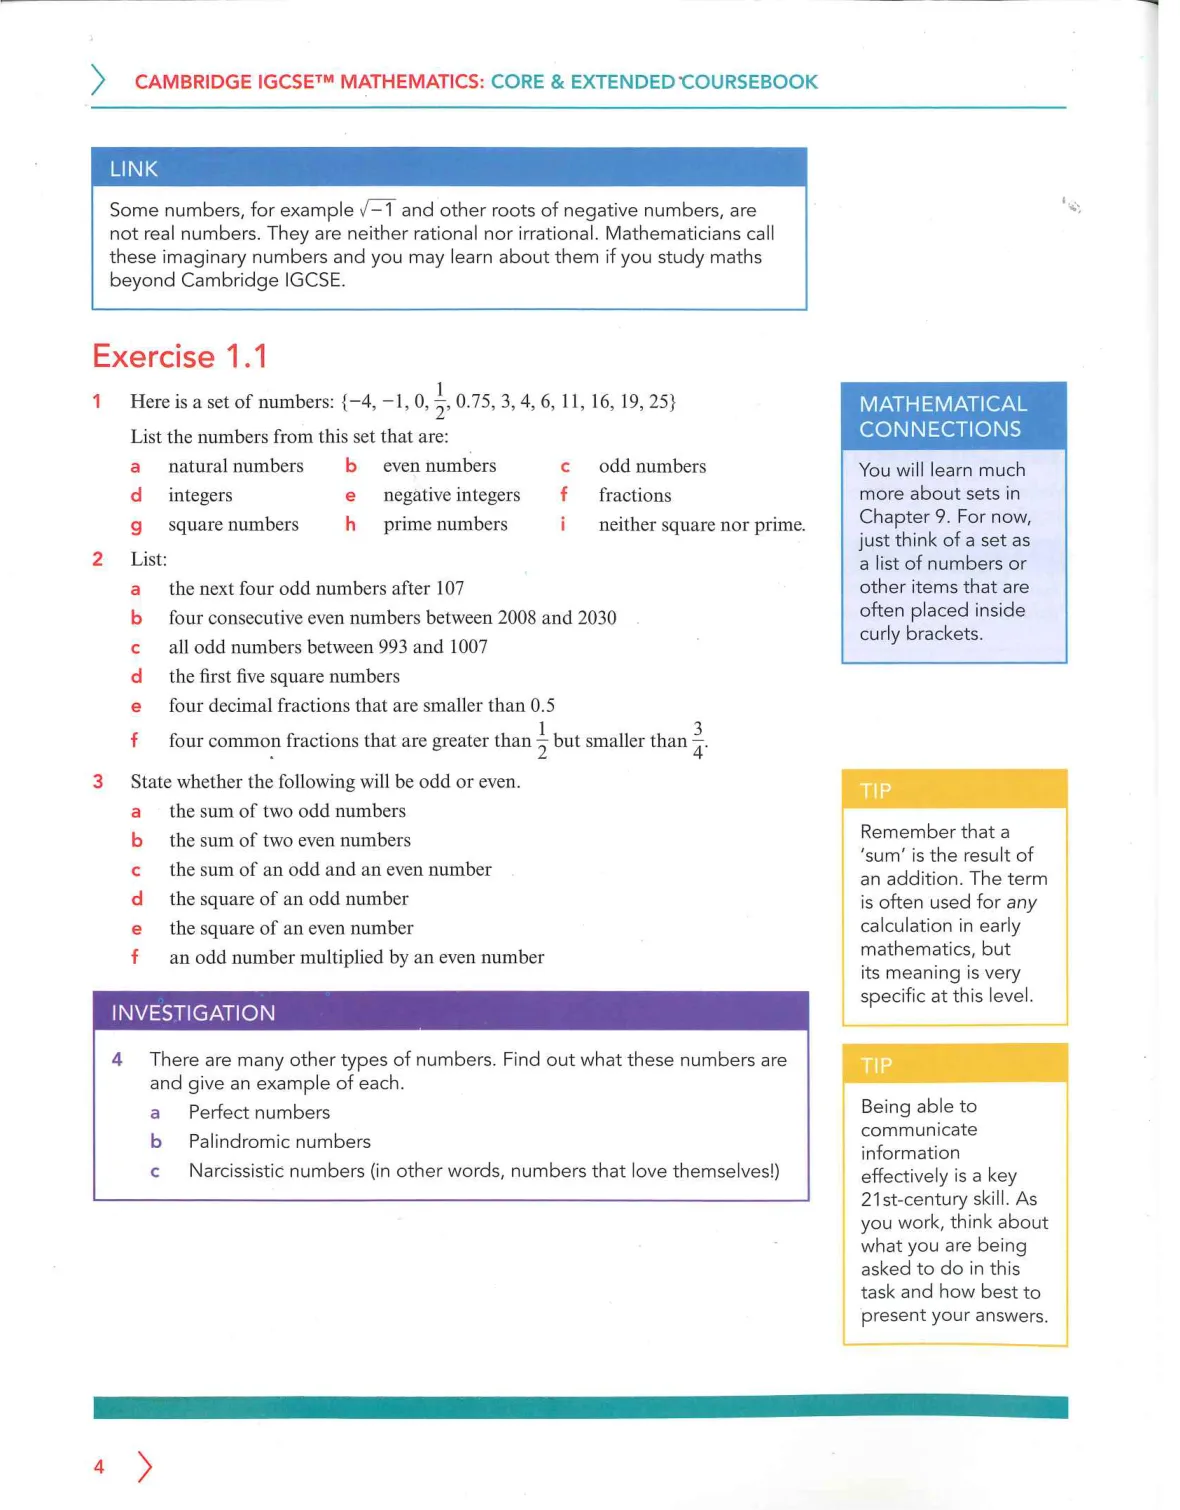 CAMBRIDGE IGCSE™ MATHEMATICS: CORE & EXTENDED COURSEBOOK
LINK
Some numbers, for example √−1 and other roots of negative numbers, are
not real numbers. They are neither rational nor irrational. Mathematicians call
these imaginary numbers and you may learn about them if you study maths
beyond Cambridge IGCSE.
Exercise 1.1
1 Here is a set of numbers: {−4, −1, 0, 1/2, 0.75, 3, 4, 6, 11, 16, 19, 25}
List the numbers from this set that are:
a natural numbers b even numbers c odd numbers
d integers e negative integers f fractions
g square numbers h prime numbers i neither square nor prime.
2 List:
a the next four odd numbers after 107
b four consecutive even numbers between 2008 and 2030
c all odd numbers between 993 and 1007
d the first five square numbers
e four decimal fractions that are smaller than 0.5
f four common fractions that are greater than 1/2 but smaller than 3/4.
3 State whether the following will be odd or even.
a the sum of two odd numbers
b the sum of two even numbers
c the sum of an odd and an even number
d the square of an odd number
e the square of an even number
f an odd number multiplied by an even number
INVESTIGATION
4 There are many other types of numbers. Find out what these numbers are
and give an example of each.
a Perfect numbers
b Palindromic numbers
c Narcissistic numbers (in other words, numbers that love themselves!)
MATHEMATICAL
CONNECTIONS
You will learn much
more about sets in
Chapter 9. For now,
just think of a set as
a list of numbers or
other items that are
often placed inside
curly brackets.
TIP
Remember that a
'sum' is the result of
an addition. The term
is often used for any
calculation in early
mathematics, but
its meaning is very
specific at this level.
TIP
Being able to
communicate
information
effectively is a key
21st-century skill. As
you work, think about
what you are being
asked to do in this
task and how best to
present your answers.
4